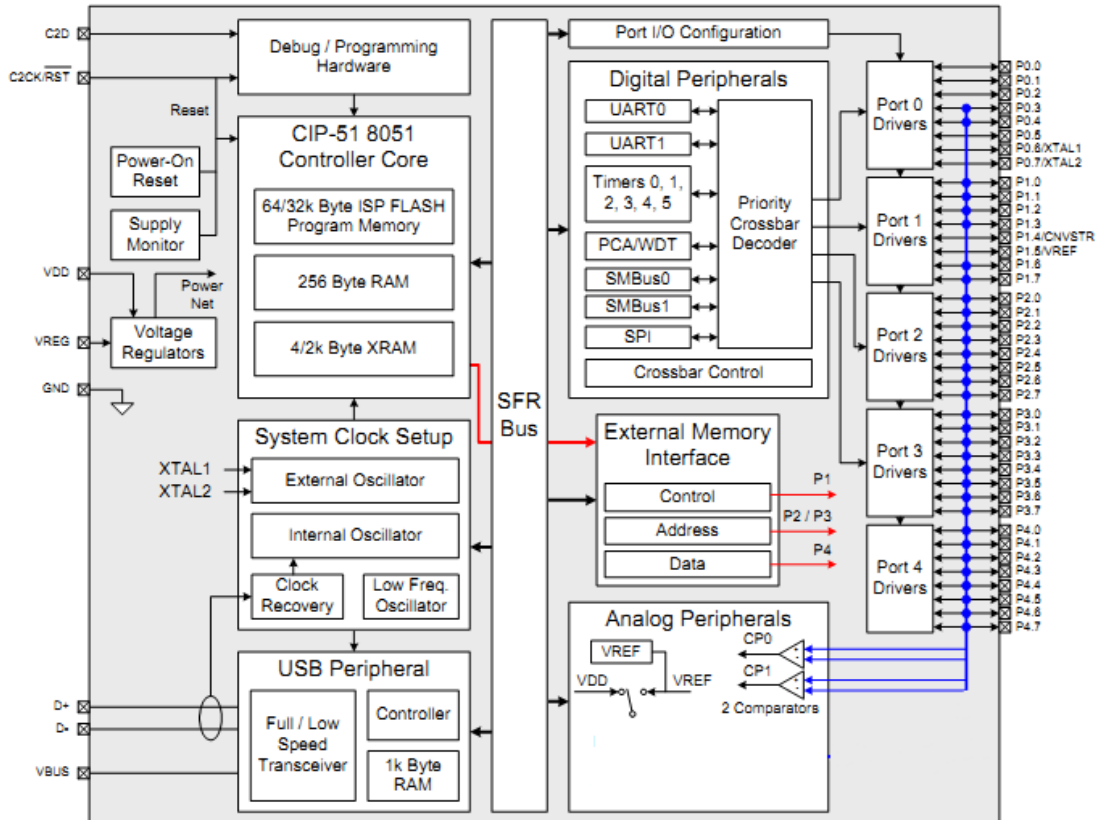 C2D
C2CK/RST
Debug / Programming
Hardware
Reset
Power-On
Reset
Supply
Monitor
VDD
Power
Net
VREG
Voltage
Regulators
GND
CIP-51 8051
Controller Core
64/32k Byte ISP FLASH
Program Memory
256 Byte RAM
4/2k Byte XRAM
System Clock Setup
XTAL1
XTAL2
External Oscillator
Internal Oscillator
Clock
Recovery
Low Freq.
Oscillator
USB Peripheral
D+
D-
VBUS
Full / Low
Speed
Transceiver
Controller
1k Byte
RAM
SFR
Bus
Port I/O Configuration
Digital Peripherals
UART0
UART1
Timers 0, 1,
2, 3, 4, 5
PCA/WDT
SMBus0
SMBus1
SPI
Priority
Crossbar
Decoder
Crossbar Control
External Memory
Interface
Control
Address
Data
P1
P2 / P3
P4
Analog Peripherals
VREF
VDD
VREF
CP0
CP1
+
-
+
-
2 Comparators
Port 0
Drivers
Port 1
Drivers
Port 2
Drivers
Port 3
Drivers
Port 4
Drivers
P0.0
P0.1
P0.2
P0.3
P0.4
P0.5
P0.6/XTAL1
P0.7/XTAL2
P1.0
P1.1
P1.2
P1.3
P1.4/CNVSTR
P1.5/VREF
P1.6
P1.7
P2.0
P2.1
P2.2
P2.3
P2.4
P2.5
P2.6
P2.7
P3.0
P3.1
P3.2
P3.3
P3.4
P3.5
P3.6
P3.7
P4.0
P4.1
P4.2
P4.3
P4.4
P4.5
P4.6
P4.7